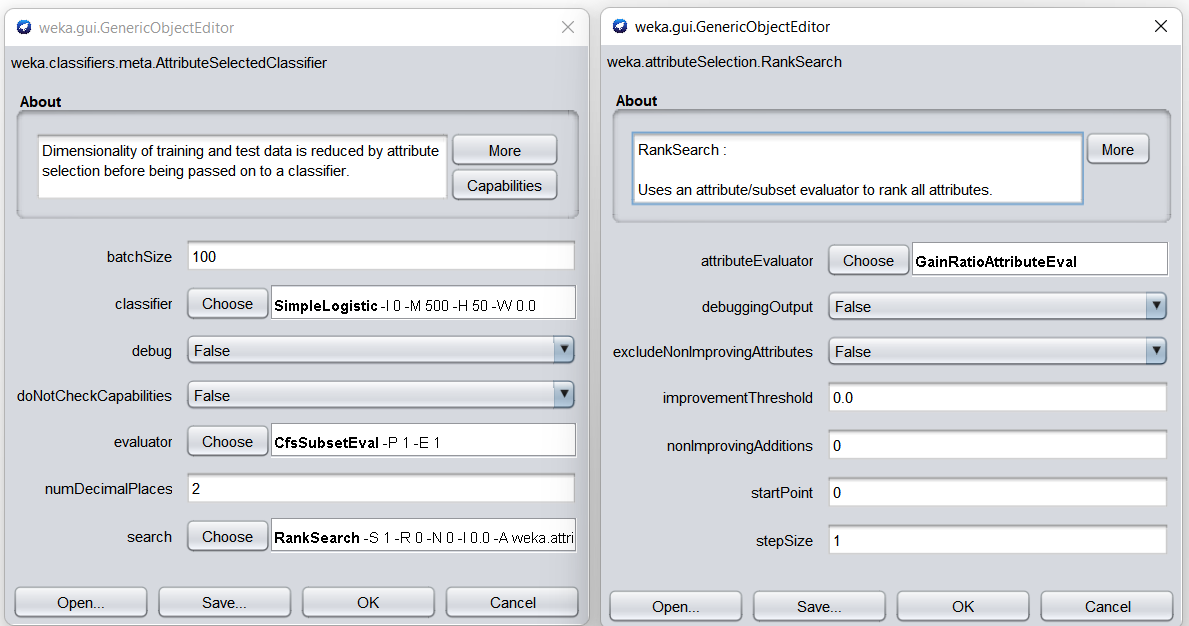 weka.gui.GenericObjectEditor
weka.classifiers.meta.AttributeSelectedClassifier
About
Dimensionality of training and test data is reduced by attribute
selection before being passed on to a classifier.
More
Capabilities
batchSize 100
classifier Choose SimpleLogistic -I 0 -M 500 -H 50 -W 0.0
debug False
doNotCheckCapabilities False
evaluator Choose CfsSubsetEval -P 1 -E 1
numDecimalPlaces 2
search Choose RankSearch -S 1 -R 0 -N 0 -I 0.0 -A weka.attri
Open... Save... OK Cancel
weka.gui.GenericObjectEditor
weka.attributeSelection.RankSearch
About
RankSearch :
Uses an attribute/subset evaluator to rank all attributes.
More
attributeEvaluator Choose GainRatioAttributeEval
debuggingOutput False
excludeNonImprovingAttributes False
improvementThreshold 0.0
nonImprovingAdditions 0
startPoint 0
stepSize 1
Open... Save... OK Cancel